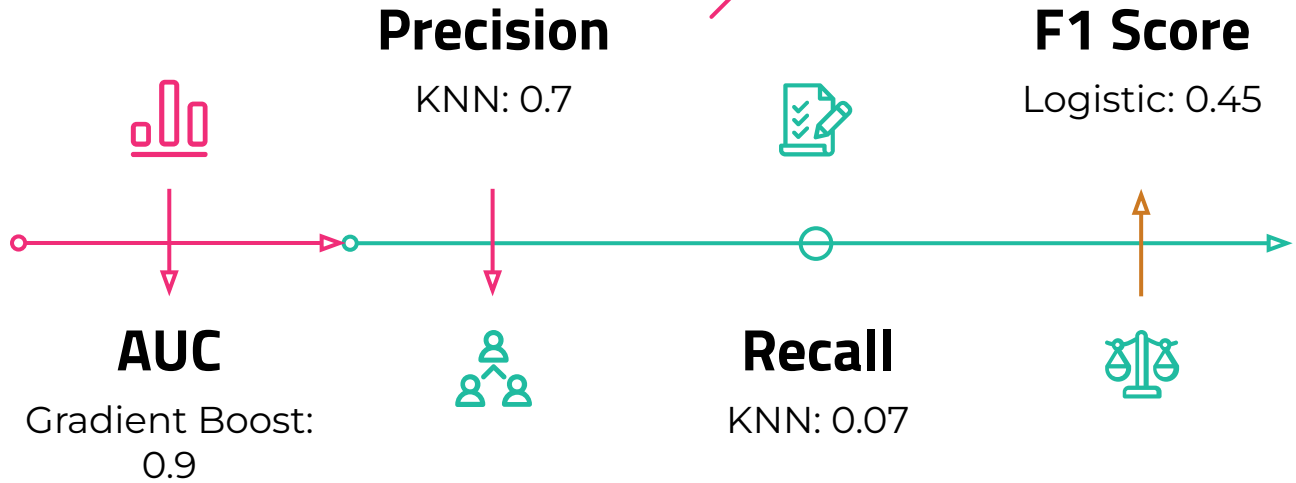 Precision
KNN: 0.7
F1 Score
Logistic: 0.45
AUC
Gradient Boost:
0.9
Recall
KNN: 0.07